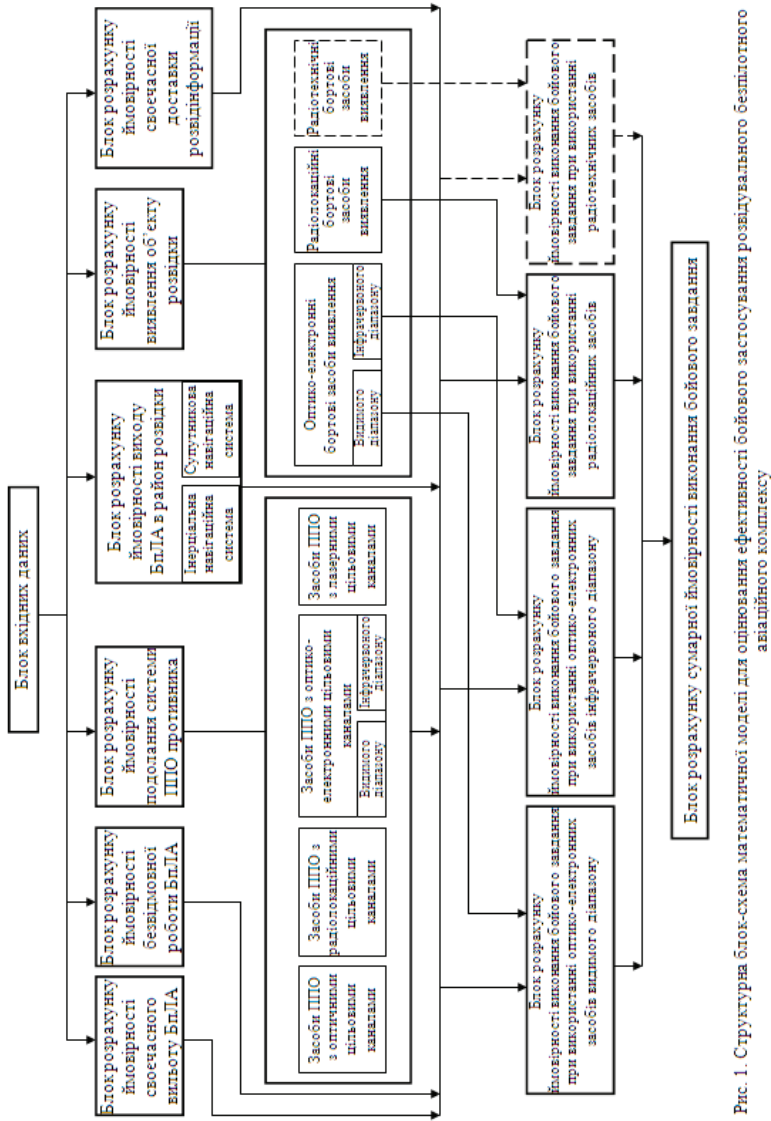 Блок вхідних даних
Блок розрахунку
ймовірності
своєчасного
вильоту БпЛА
Блок розрахунку
ймовірності
безвідмовної
роботи БпЛА
Блок розрахунку
ймовірності
подолання системи
ППО противника
Блок розрахунку
ймовірності виходу
БпЛА в район розвідки
Інерціальна
навігаційна
система
Супутникова
навігаційна
система
Блок розрахунку
ймовірності
виявлення об'єкту
розвідки
Блок розрахунку
ймовірності
своєчасної
доставки
розвідінформації
Засоби ППО
з оптичними
цільовими
каналами
Засоби ППО з
радіолокаційними
цільовими
каналами
Засоби ППО з оптико-
електронними цільовими
каналами
Видимого
діапазону
Інфрачервоного
діапазону
Засоби ППО
з лазерними
цільовими
каналами
Оптико-електронні
бортові засоби виявлення
Видимого
діапазону
Інфрачервоного
діапазону
Радіолокаційні
бортові
засоби
виявлення
Радіотехнічні
бортові
засоби
виявлення
Блок розрахунку
ймовірності виконання бойового завдання
при використанні оптико-електронних
засобів видимого діапазону
Блок розрахунку
ймовірності виконання бойового завдання
при використанні оптико-електронних
засобів інфрачервоного діапазону
Блок розрахунку
ймовірності виконання бойового
завдання при використанні
радіолокаційних засобів
Блок розрахунку
ймовірності виконання бойового
завдання при використанні
радіотехнічних засобів
Блок розрахунку сумарної ймовірності виконання бойового завдання
Рис. 1. Структурна блок-схема математичної моделі для оцінювання ефективності бойового застосування розвідувального безпілотного
авіаційного комплексу